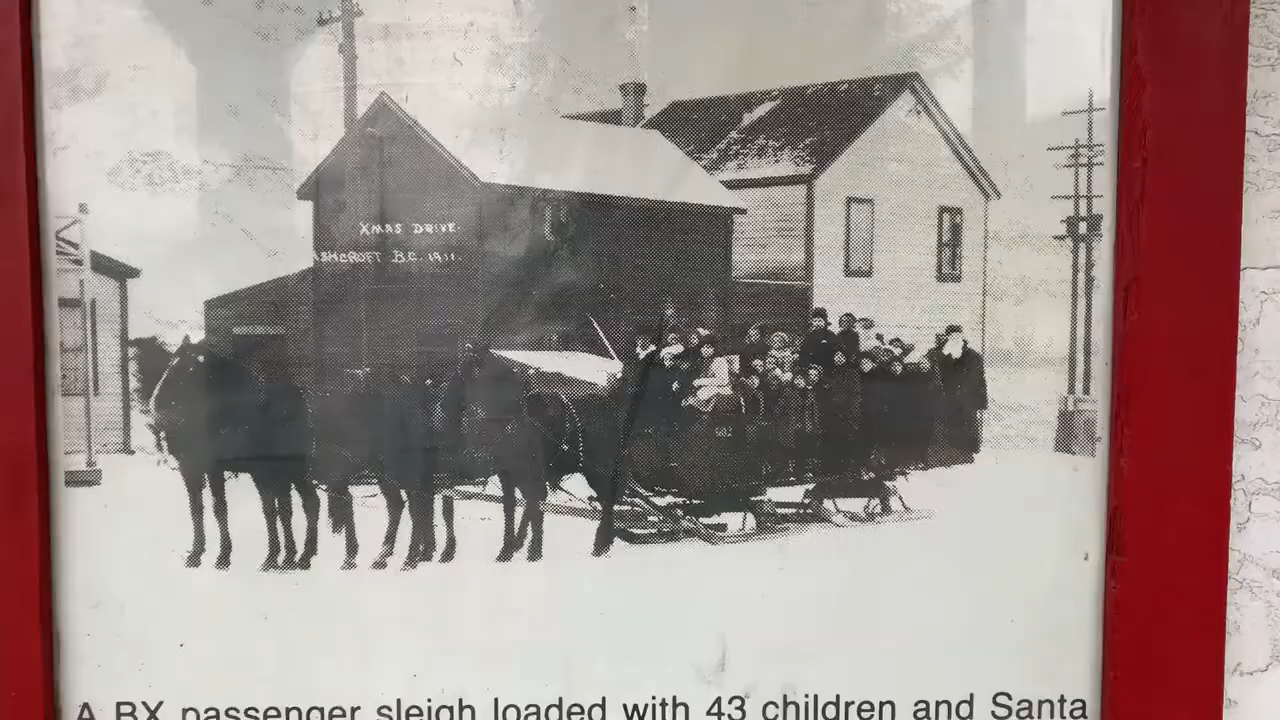 XMAS DRIVE.
ASHCROFT B.C. 1911.
A BX passenger sleigh loaded with 43 children and Santa